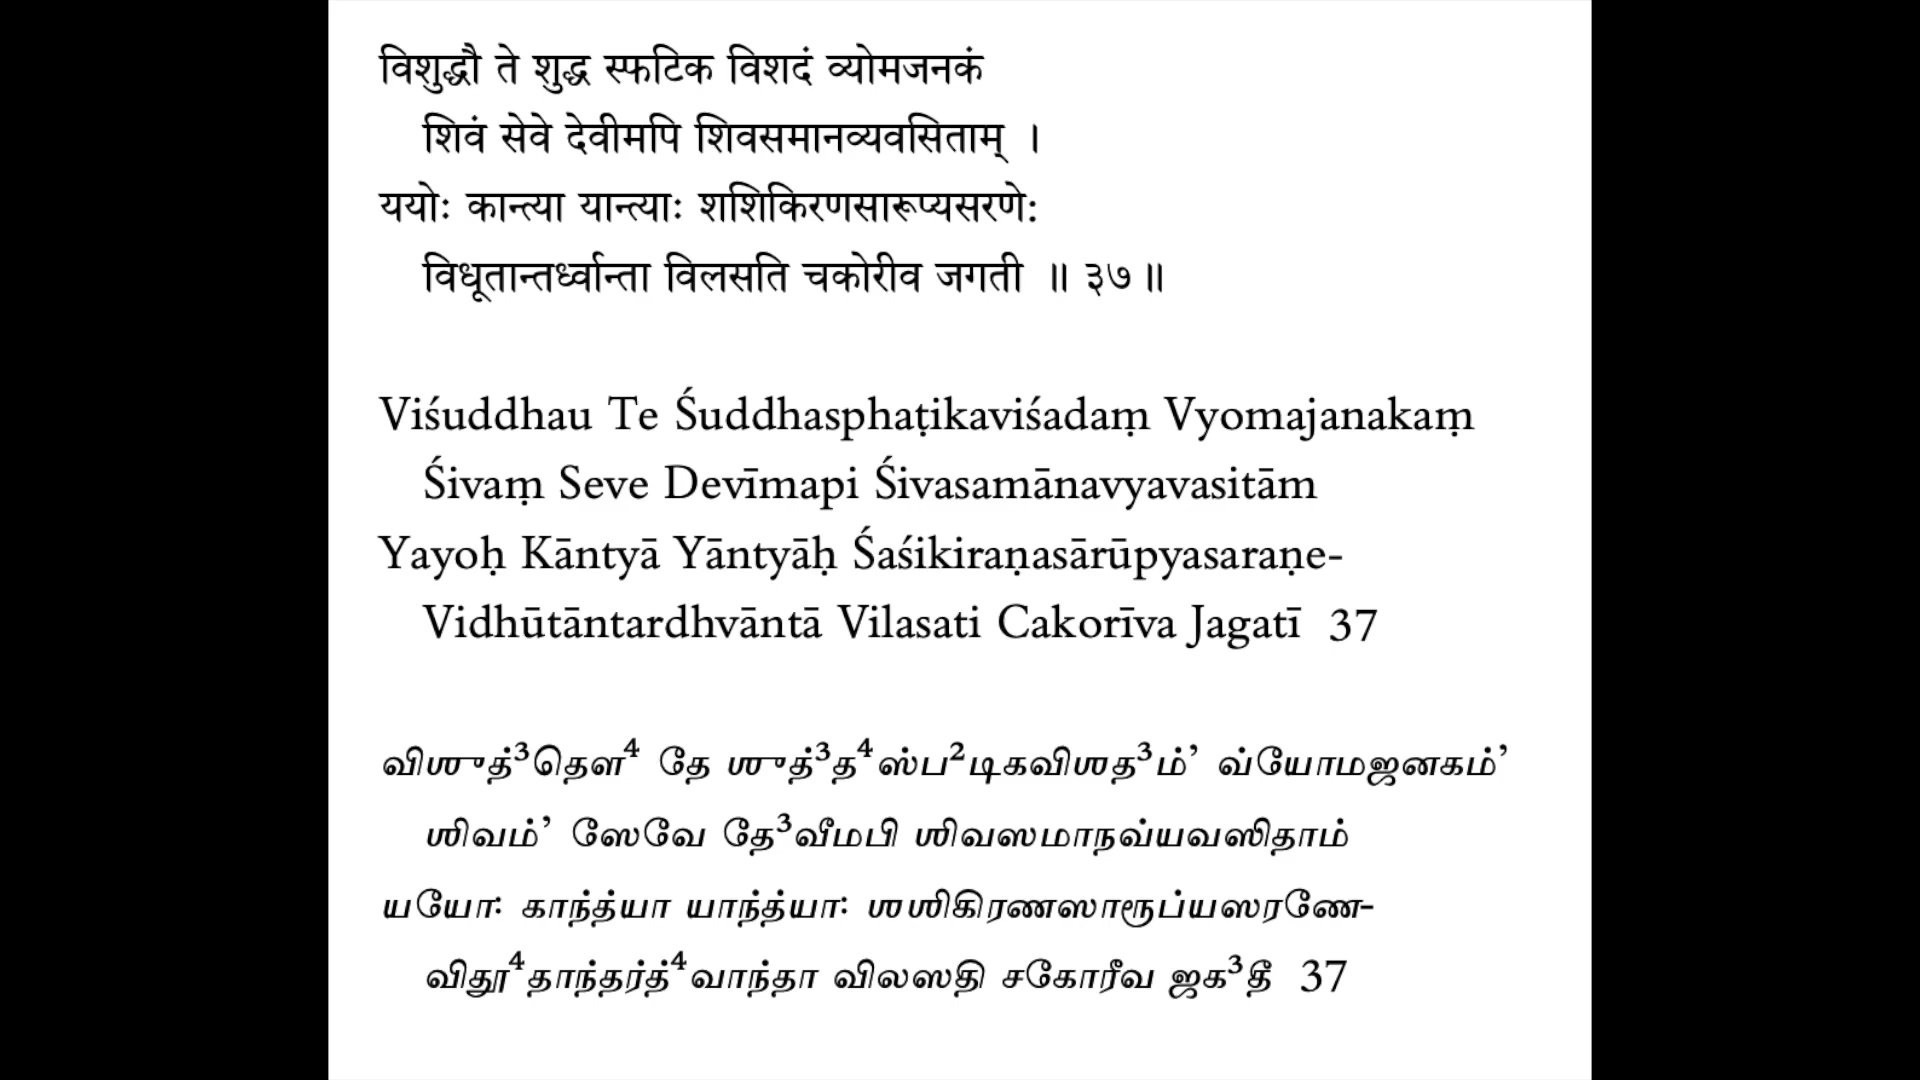 विशुद्धौ ते शुद्ध स्फटिक विशदं व्योमजनकं
शिवं सेवे देवीमपि शिवसमानव्यवसिताम् ।
ययोः कान्त्या यान्त्याः शशिकिरणसारूप्यसरणे:
विधूतान्तर्ध्वान्ता विलसति चकोरीव जगती ॥ ३७ ॥
Viśuddhau Te Śuddhasphaṭikaviśadaṃ Vyomajanakaṃ
Śivaṃ Seve Devīmapi Śivasamānavyavasitām
Yayoḥ Kāntyā Yāntyāḥ Śaśikiraṇasārūpyasaraṇe-
Vidhūtāntardhvāntā Vilasati Cakorīva Jagatī 37
விஶுத்³தௌ⁴ தே ஶுத்³த⁴ஸ்ப²டிகவிஶத³ம்ʼ வ்யோமஜனகம்ʼ
ஶிவம்ʼ ஸேவே தே³வீமபி ஶிவஸமாநவ்யவஸிதாம்
யயோ꞉ காந்த்யா யாந்த்யா꞉ ஶஶிகிரணஸாரூப்யஸரணே-
விதூ⁴தாந்தர்த்⁴வாந்தா விலஸதி சகோரீவ ஜக³தீ 37